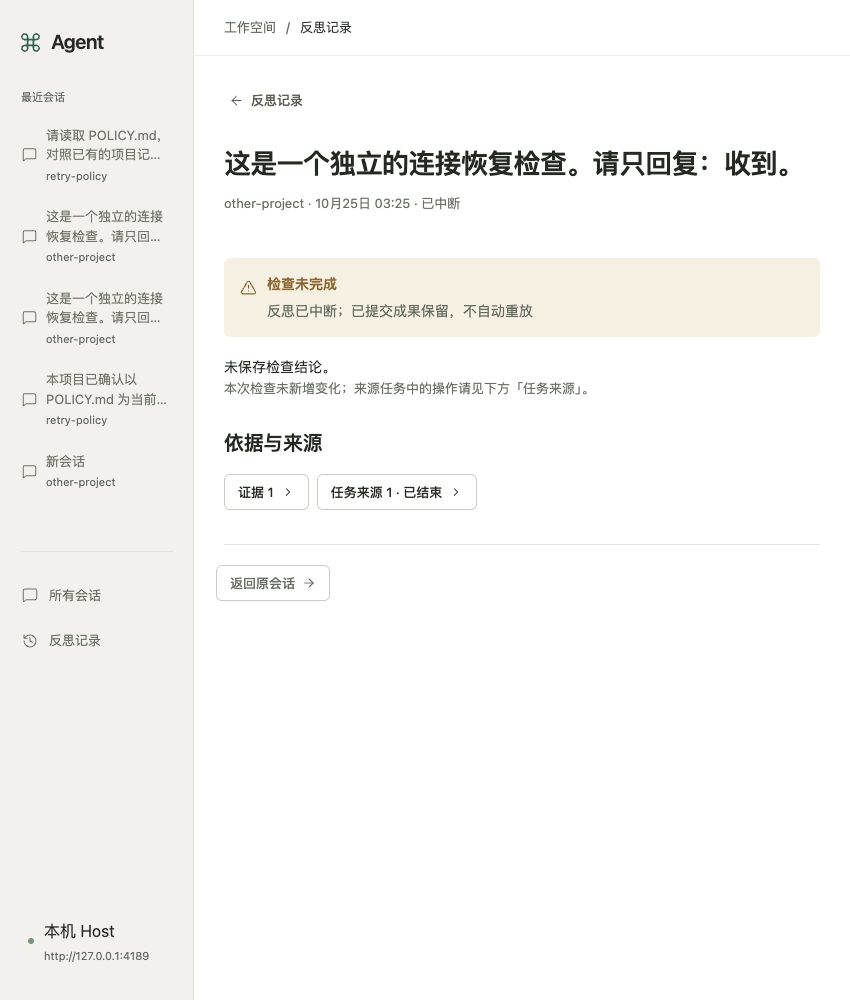 Agent
最近会话
请读取 POLICY.md,
对照已有的项目记...
retry-policy
这是一个独立的连接
恢复检查。请只回...
other-project
这是一个独立的连接
恢复检查。请只回...
other-project
本项目已确认以
POLICY.md 为当前...
retry-policy
新会话
other-project
所有会话
反思记录
本机 Host
http://127.0.0.1:4189
工作空间 / 反思记录
← 反思记录
这是一个独立的连接恢复检查。请只回复：收到。
other-project · 10月25日 03:25 · 已中断
检查未完成
反思已中断；已提交成果保留，不自动重放
未保存检查结论。
本次检查未新增变化；来源任务中的操作请见下方「任务来源」。
依据与来源
证据 1 >
任务来源 1 · 已结束 >
返回原会话 →